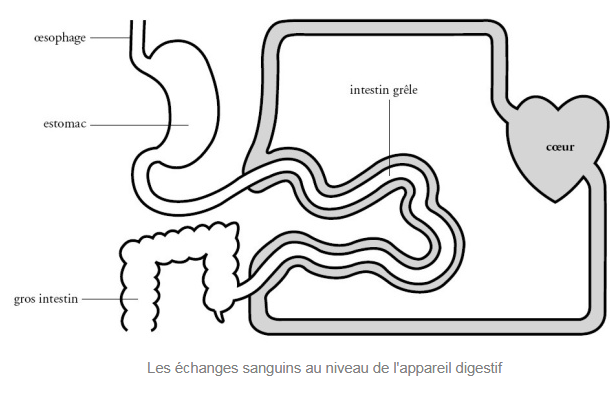 œsophage
intestin grêle
estomac
cœur
gros intestin
Les échanges sanguins au niveau de l'appareil digestif